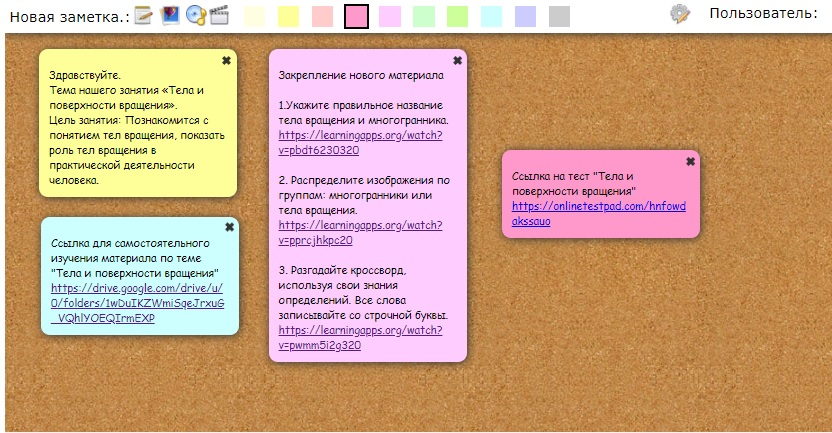 Новая заметка.:
Пользователь:
Здравствуйте.
Тема нашего занятия «Тела и
поверхности вращения».
Цель занятия: Познакомится с
понятием тел вращения, показать
роль тел вращения в
практической деятельности
человека.
Ссылка для самостоятельного
изучения материала по теме
"Тела и поверхности вращения"
https://drive.google.com/drive/u/
0/folders/1wDuIKZWmiSqeJrxuG
_VQhlYOEQIrmEXP
Закрепление нового материала
1.Укажите правильное название
тела вращения и многогранника.
https://learningapps.org/watch?
v=pbdt6230320
2. Распределите изображения по
группам: многогранники или
тела вращения.
https://learningapps.org/watch?
v=pprcjhkpc20
3. Разгадайте кроссворд,
используя свои знания
определений. Все слова
записывайте со строчной буквы.
https://learningapps.org/watch?
v=pwmm5i2g320
Ссылка на тест "Тела и
поверхности вращения"
https://onlinetestpad.com/hnfowd
akssauo